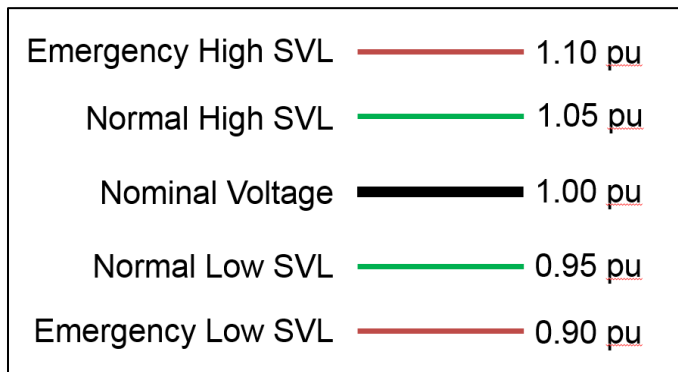 Emergency High SVL 1.10 pu
Normal High SVL 1.05 pu
Nominal Voltage 1.00 pu
Normal Low SVL 0.95 pu
Emergency Low SVL 0.90 pu